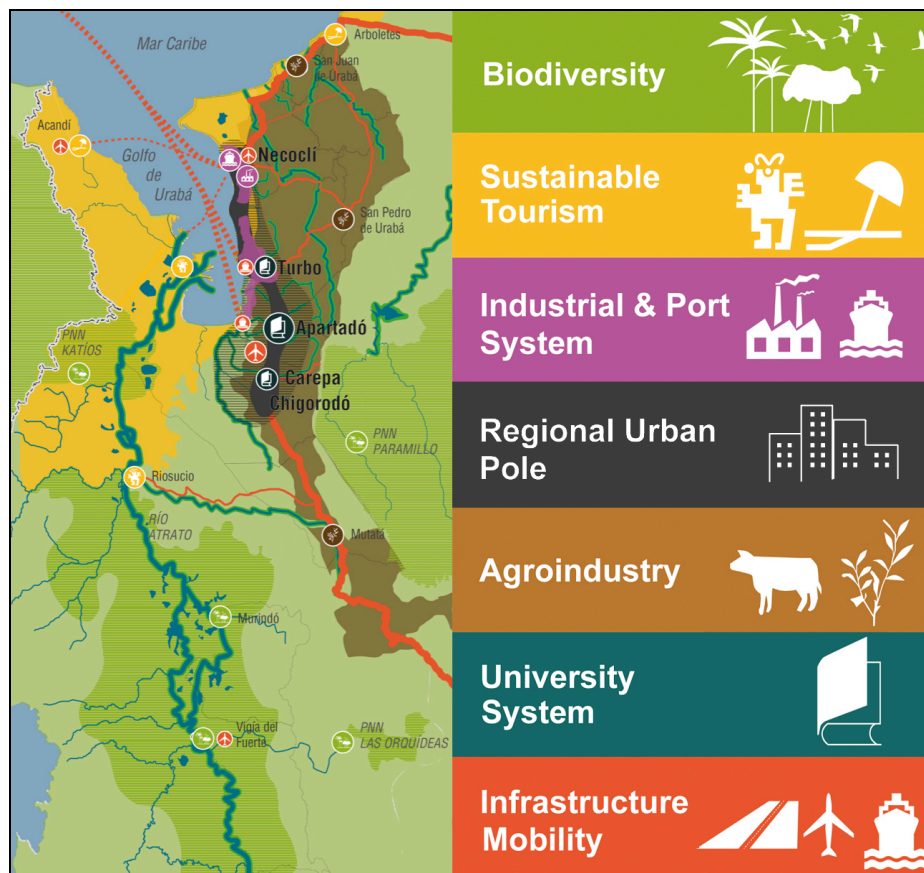 Mar Caribe
Arboletes
San Juan
de Urabá
Acandí
Golfo
de
Urabá
Necoclí
San Pedro
de Urabá
Turbo
PNN
KATÍOS
Apartadó
Carepa
Chigorodó
PNN
PARAMILLO
Riosucio
RÍO
ATRATO
Mutatá
Murindó
Vigía del
Fuerte
PNN
LAS ORQUÍDEAS
Biodiversity
Sustainable
Tourism
Industrial & Port
System
Regional Urban
Pole
Agroindustry
University
System
Infrastructure
Mobility